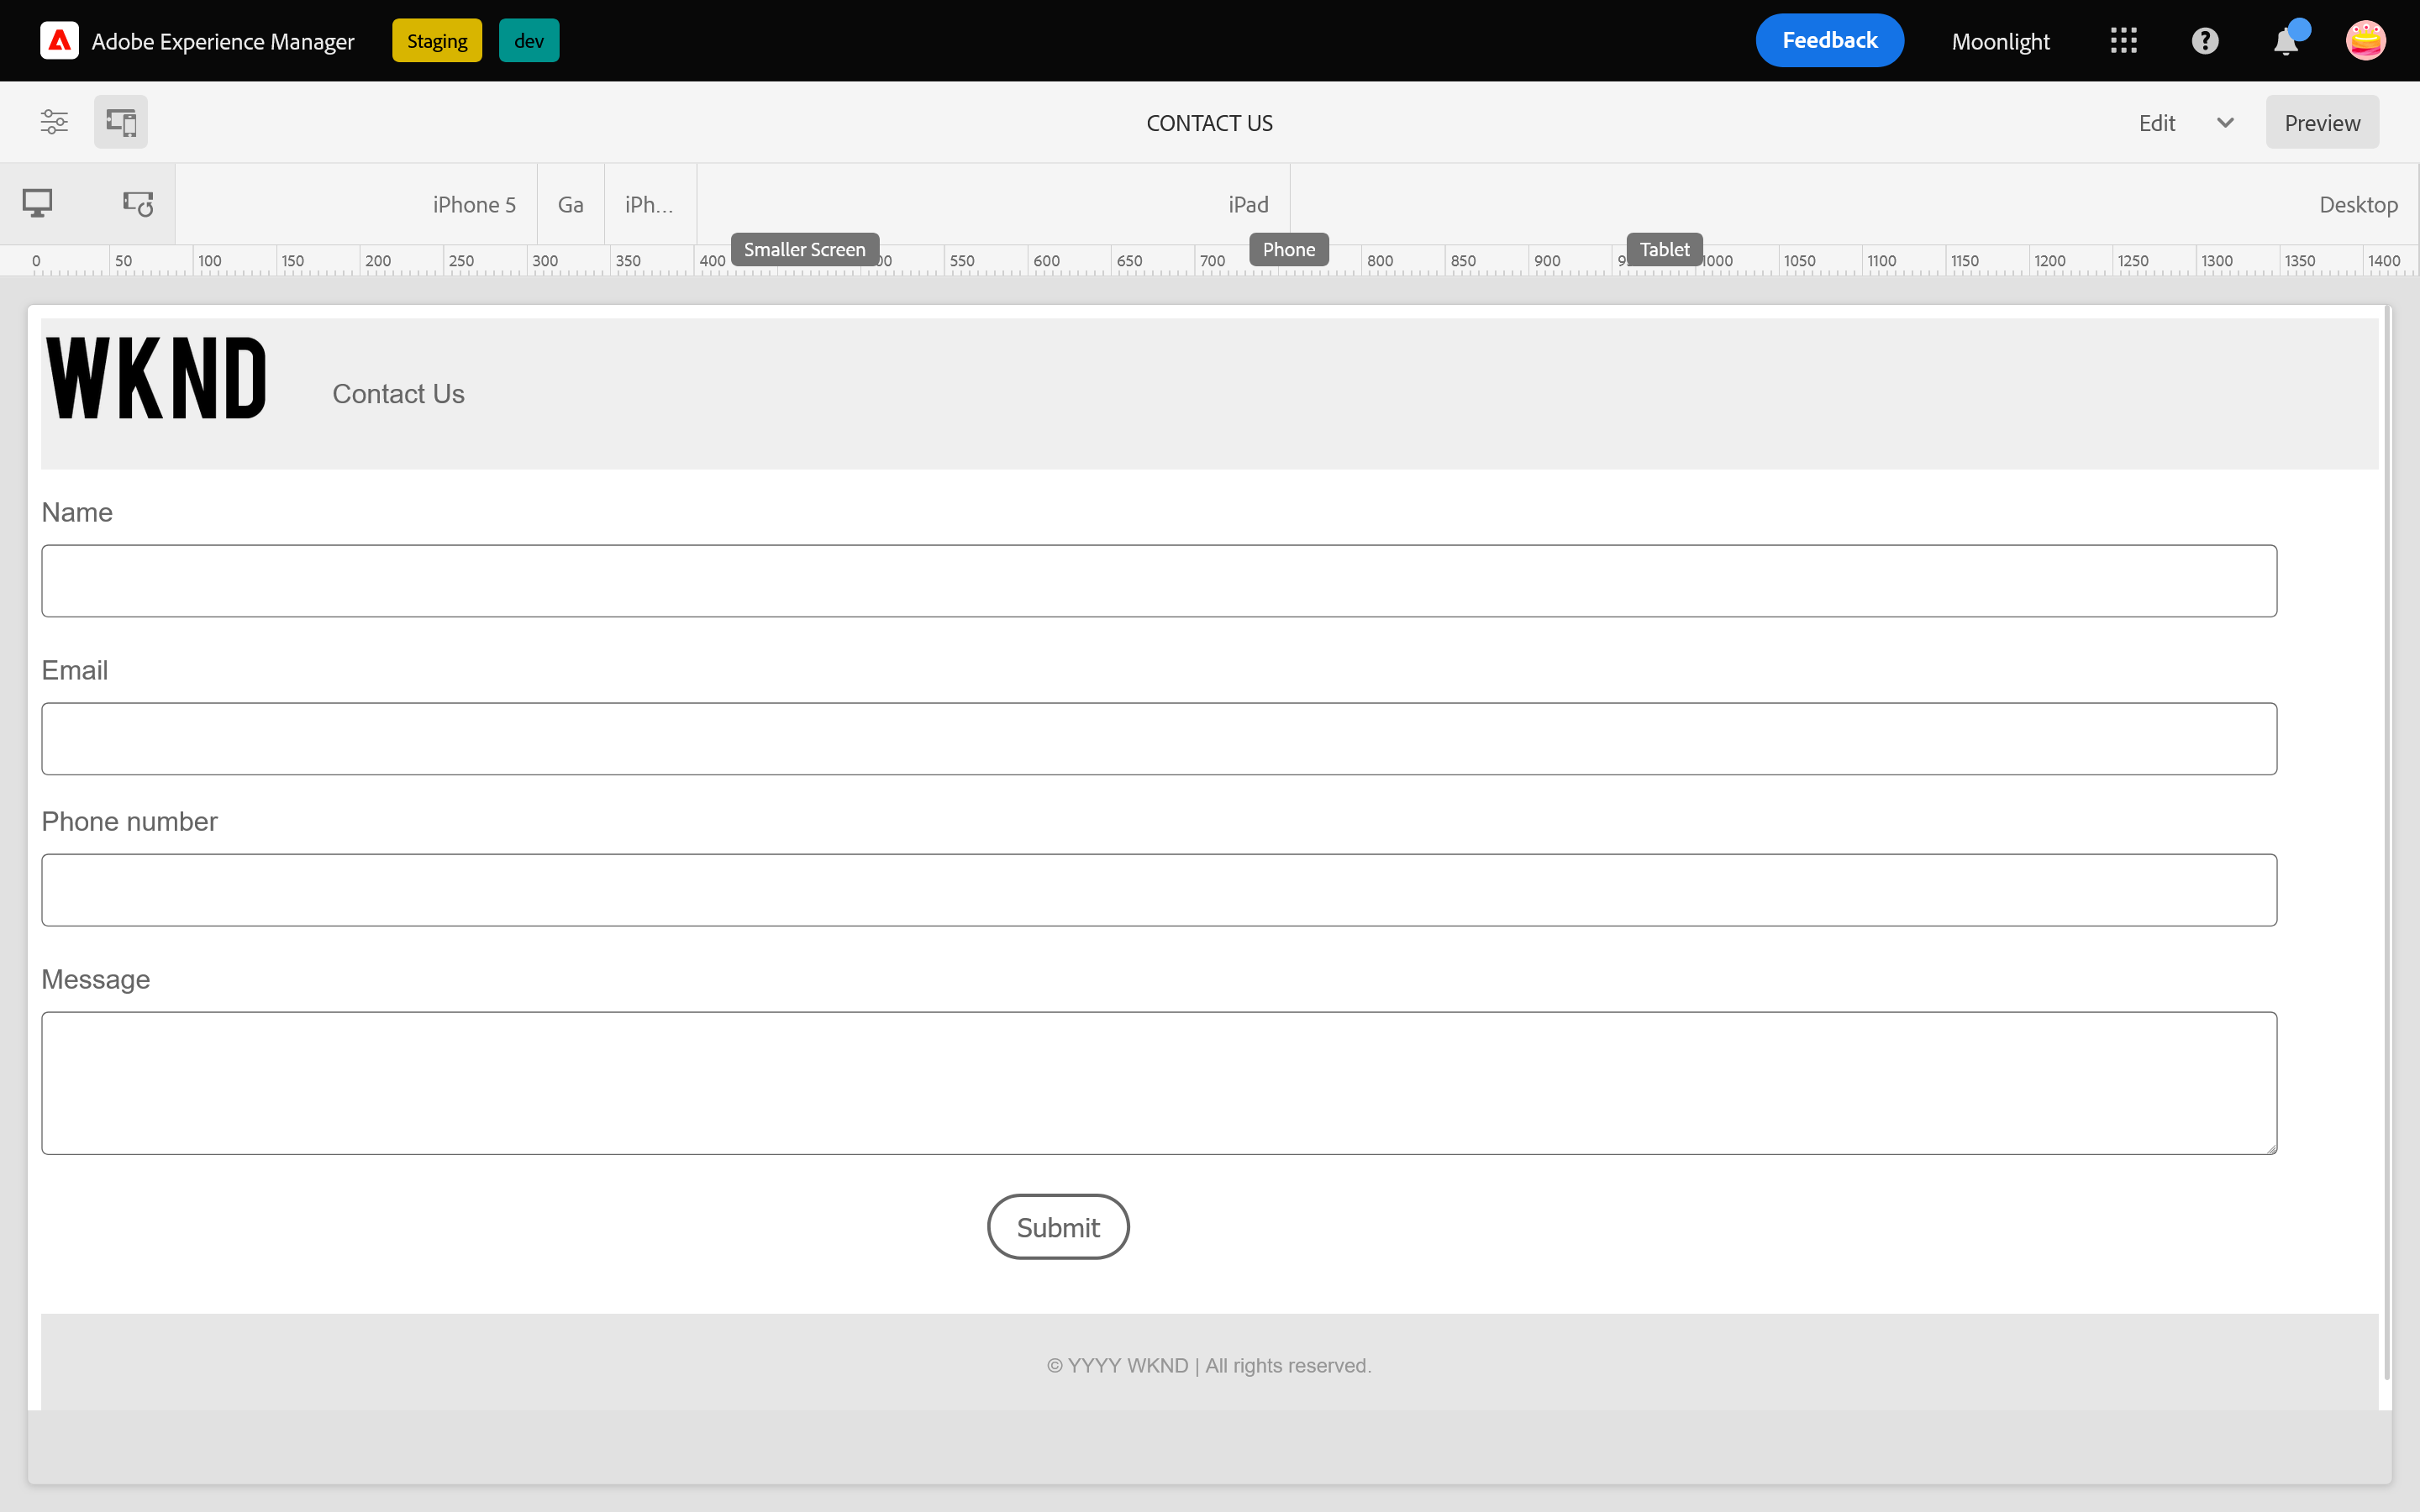 Adobe Experience Manager Staging dev Feedback Moonlight
CONTACT US Edit Preview
iPhone 5 Ga iPh... iPad Desktop
Smaller Screen Phone Tablet
0 50 100 150 200 250 300 350 400 550 600 650 700 800 850 900 1000 1050 1100 1150 1200 1250 1300 1350 1400
WKND
Contact Us
Name
Email
Phone number
Message
Submit
© YYYY WKND | All rights reserved.